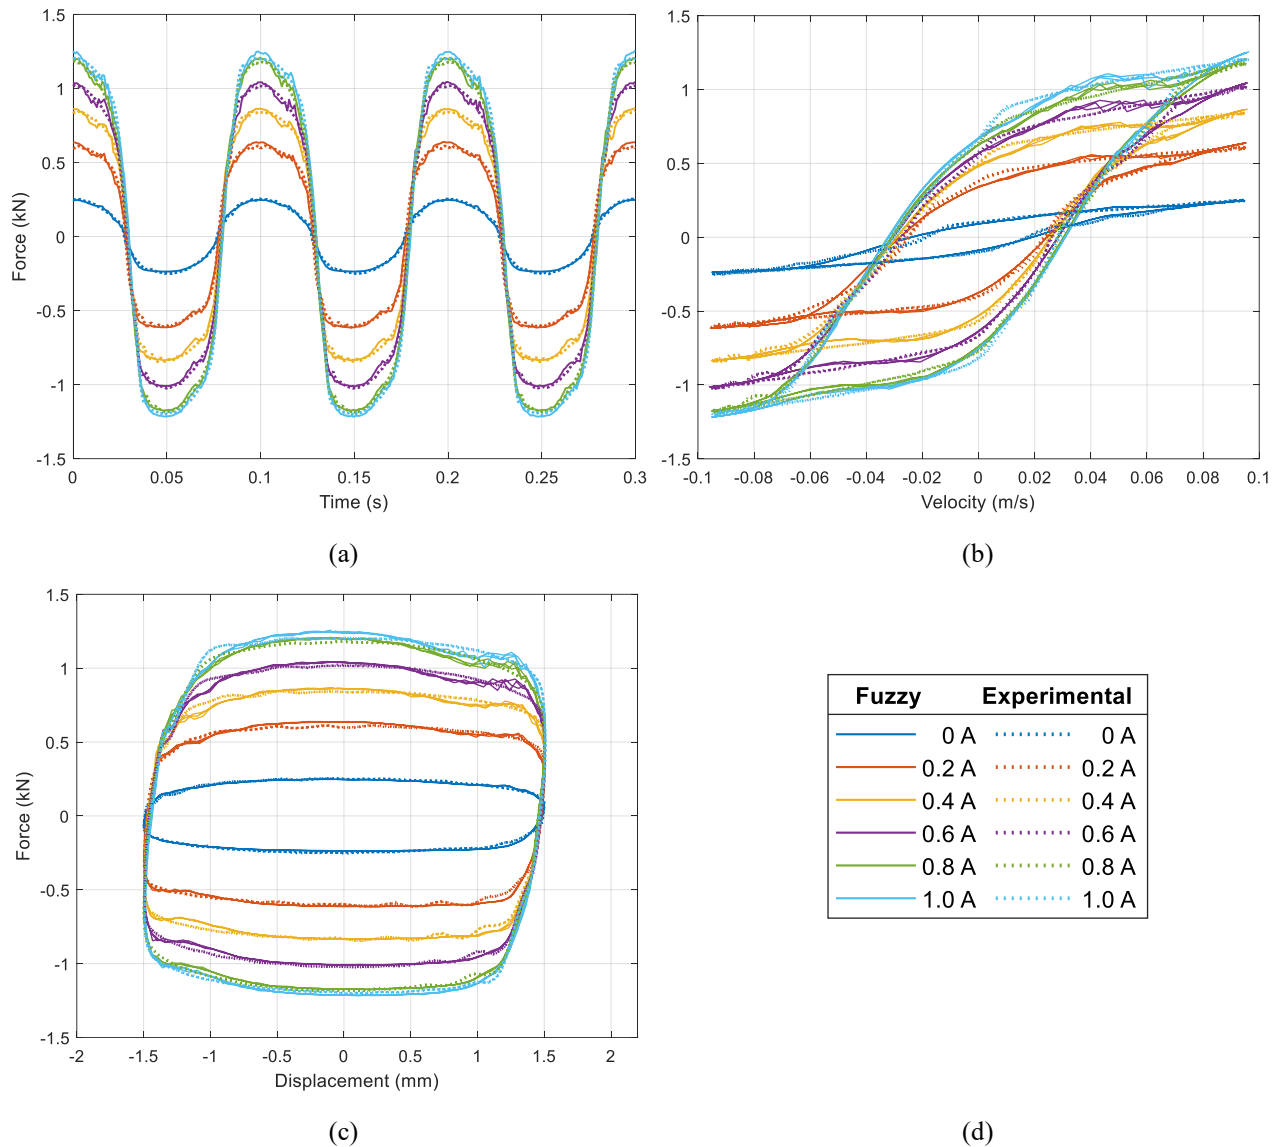 1.5
1
0.5
0
-0.5
-1
-1.5
Force (kN)
0 0.05 0.1 0.15 0.2 0.25 0.3
Time (s)
(a)
1.5
1
0.5
0
-0.5
-1
-1.5
-0.1 -0.08 -0.06 -0.04 -0.02 0 0.02 0.04 0.06 0.08 0.1
Velocity (m/s)
(b)
1.5
1
0.5
0
-0.5
-1
-1.5
Force (kN)
-2 -1.5 -1 -0.5 0 0.5 1 1.5 2
Displacement (mm)
(c)
Fuzzy Experimental
0 A 0 A
0.2 A 0.2 A
0.4 A 0.4 A
0.6 A 0.6 A
0.8 A 0.8 A
1.0 A 1.0 A
(d)